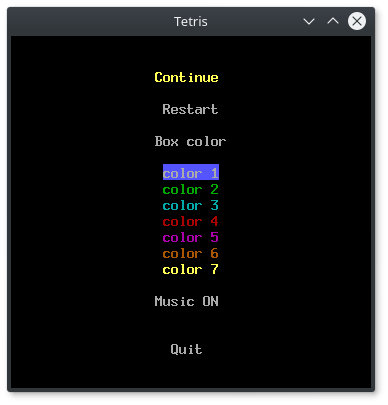 Tetris
Continue
Restart
Box color
color 1
color 2
color 3
color 4
color 5
color 6
color 7
Music ON
Quit